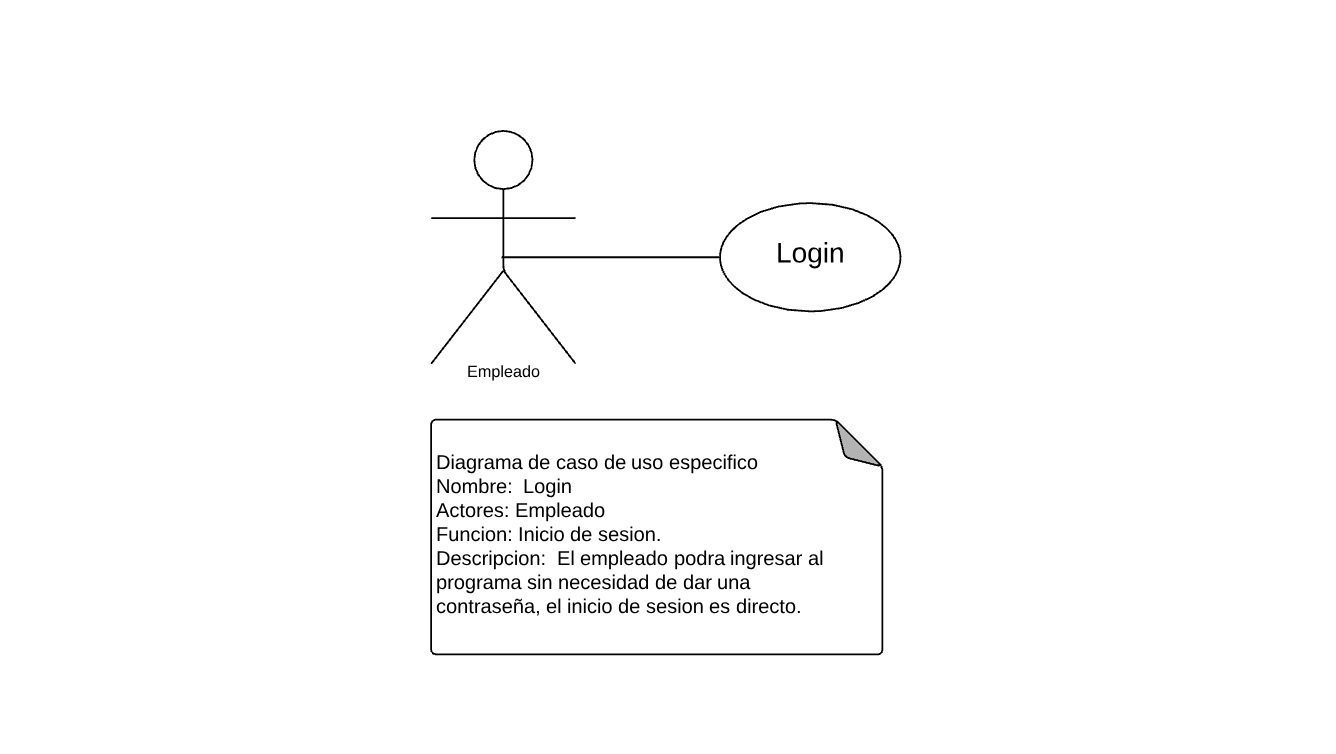 Login
Empleado
Diagrama de caso de uso especifico
Nombre:  Login
Actores: Empleado
Funcion: Inicio de sesion.
Descripcion:  El empleado podra ingresar al
programa sin necesidad de dar una
contraseña, el inicio de sesion es directo.